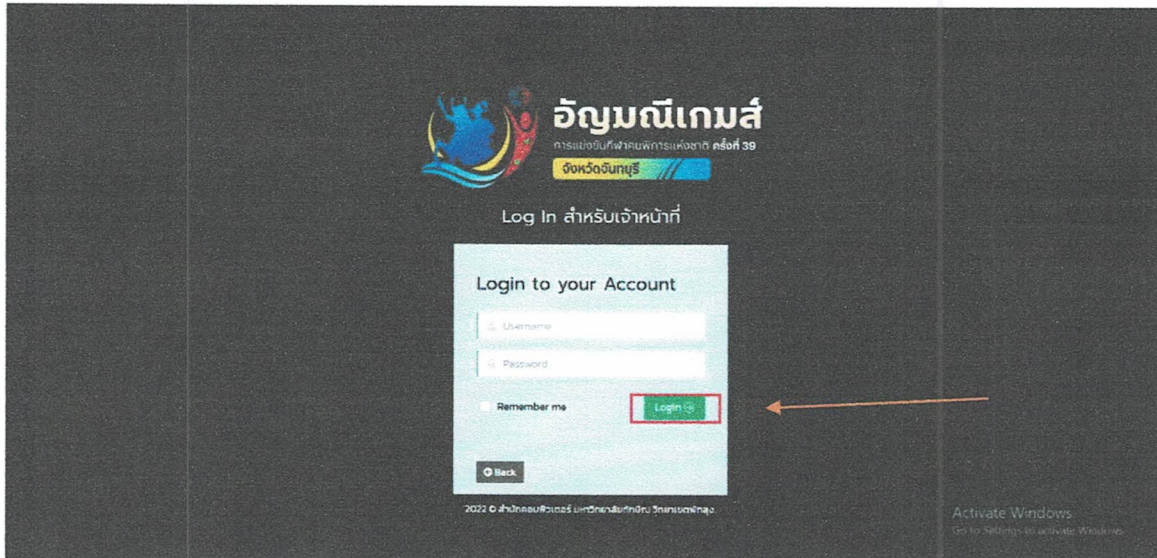 อัญมณีเกมส์
การแข่งขันกีฬาคนพิการแห่งชาติ ครั้งที่ 39
จังหวัดจันทบุรี
Log In สำหรับเจ้าหน้าที่
Login to your Account
Username
Password
Remember me
Login
Back
2022 © สำนักคอมพิวเตอร์ มหาวิทยาลัยทักษิณ วิทยาเขตพัทลุง
Activate Windows
Go to Settings to activate Windows.